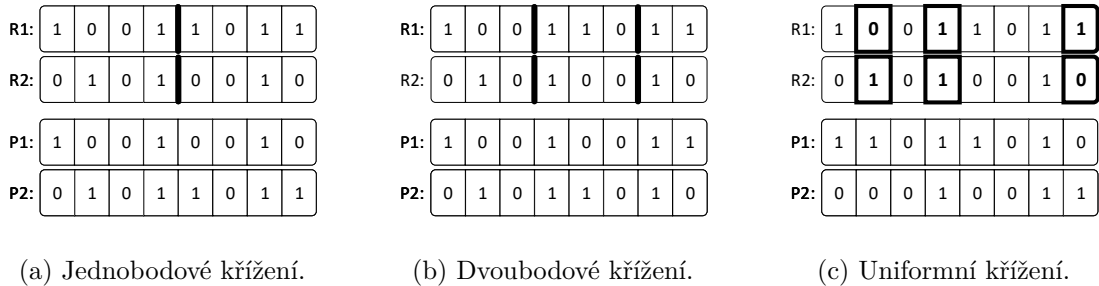 R1: 1 0 0 1 1 0 1 1
R2: 0 1 0 1 0 0 1 0
P1: 1 0 0 1 0 0 1 0
P2: 0 1 0 1 1 0 1 1
(a) Jednobodové křížení.
R1: 1 0 0 1 1 0 1 1
R2: 0 1 0 1 0 0 1 0
P1: 1 0 0 1 0 0 1 1
P2: 0 1 0 1 1 0 1 0
(b) Dvoubodové křížení.
R1: 1 0 0 1 1 0 1 1
R2: 0 1 0 1 0 0 1 0
P1: 1 1 0 1 1 0 1 0
P2: 0 0 0 1 0 0 1 1
(c) Uniformní křížení.